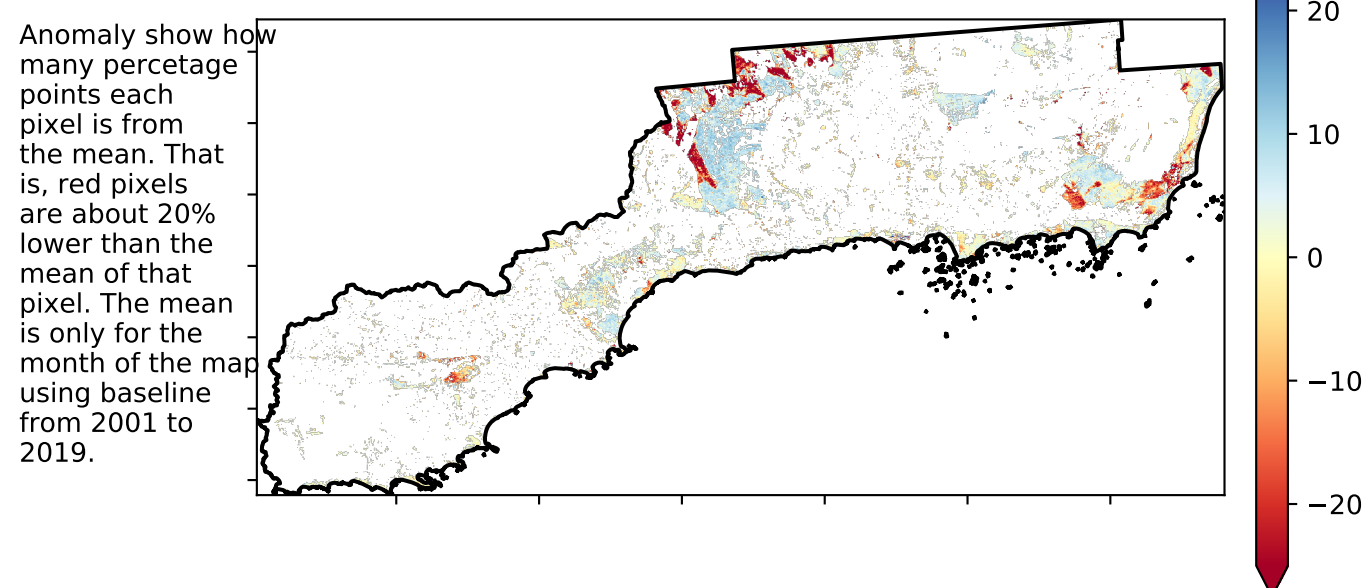 Anomaly show how
many percetage
points each
pixel is from
the mean. That
is, red pixels
are about 20%
lower than the
mean of that
pixel. The mean
is only for the
month of the map
using baseline
from 2001 to
2019.
20
10
0
−10
−20